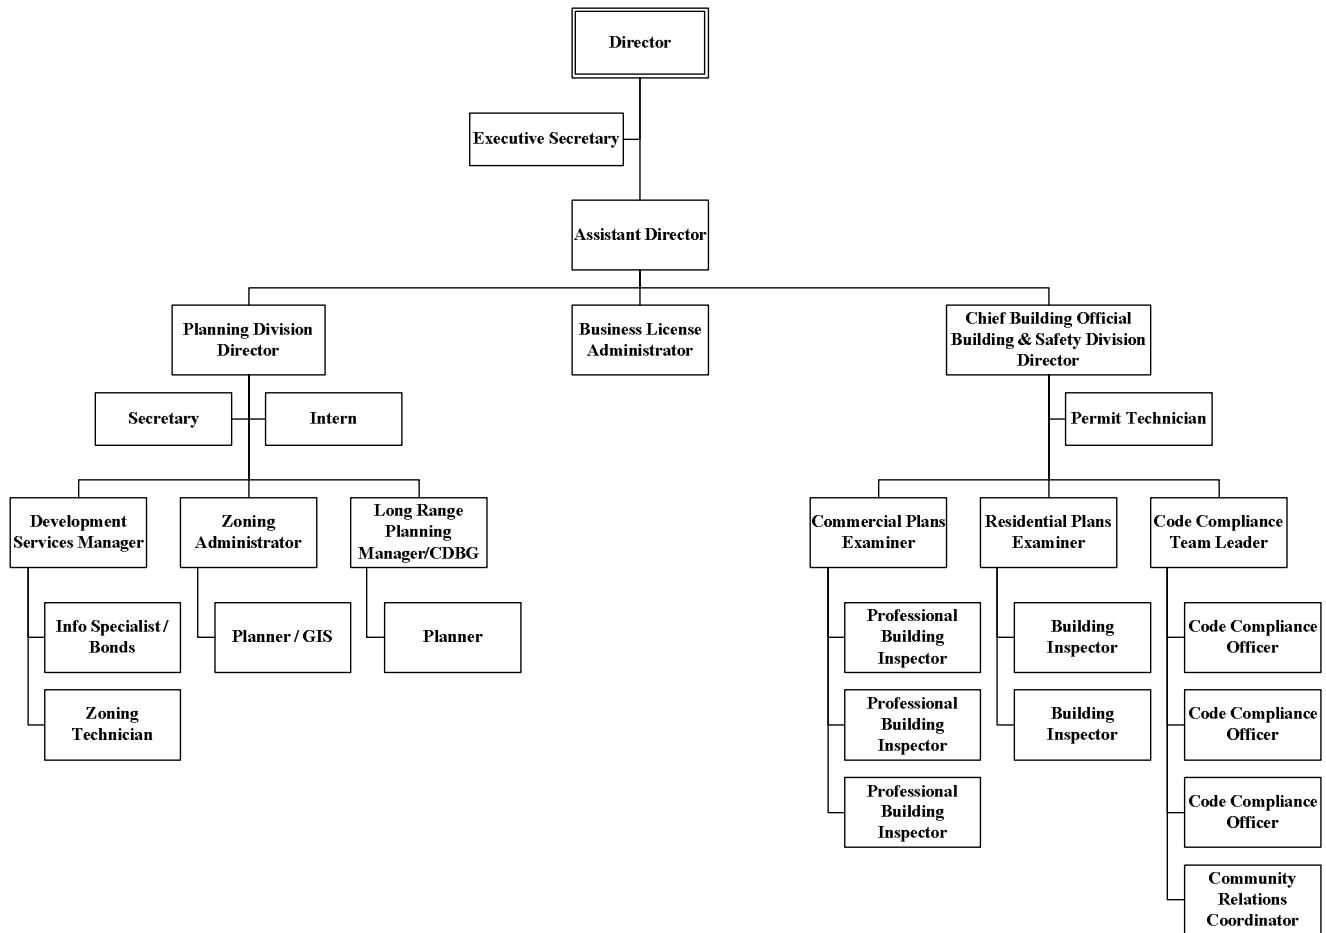 Director
Executive Secretary
Assistant Director
Planning Division
Director
Business License
Administrator
Chief Building Official
Building & Safety Division
Director
Secretary
Intern
Permit Technician
Development
Services Manager
Zoning
Administrator
Long Range
Planning
Manager/CDBG
Commercial Plans
Examiner
Residential Plans
Examiner
Code Compliance
Team Leader
Info Specialist /
Bonds
Planner / GIS
Planner
Professional
Building
Inspector
Building
Inspector
Code Compliance
Officer
Zoning
Technician
Professional
Building
Inspector
Building
Inspector
Code Compliance
Officer
Professional
Building
Inspector
Code Compliance
Officer
Community
Relations
Coordinator